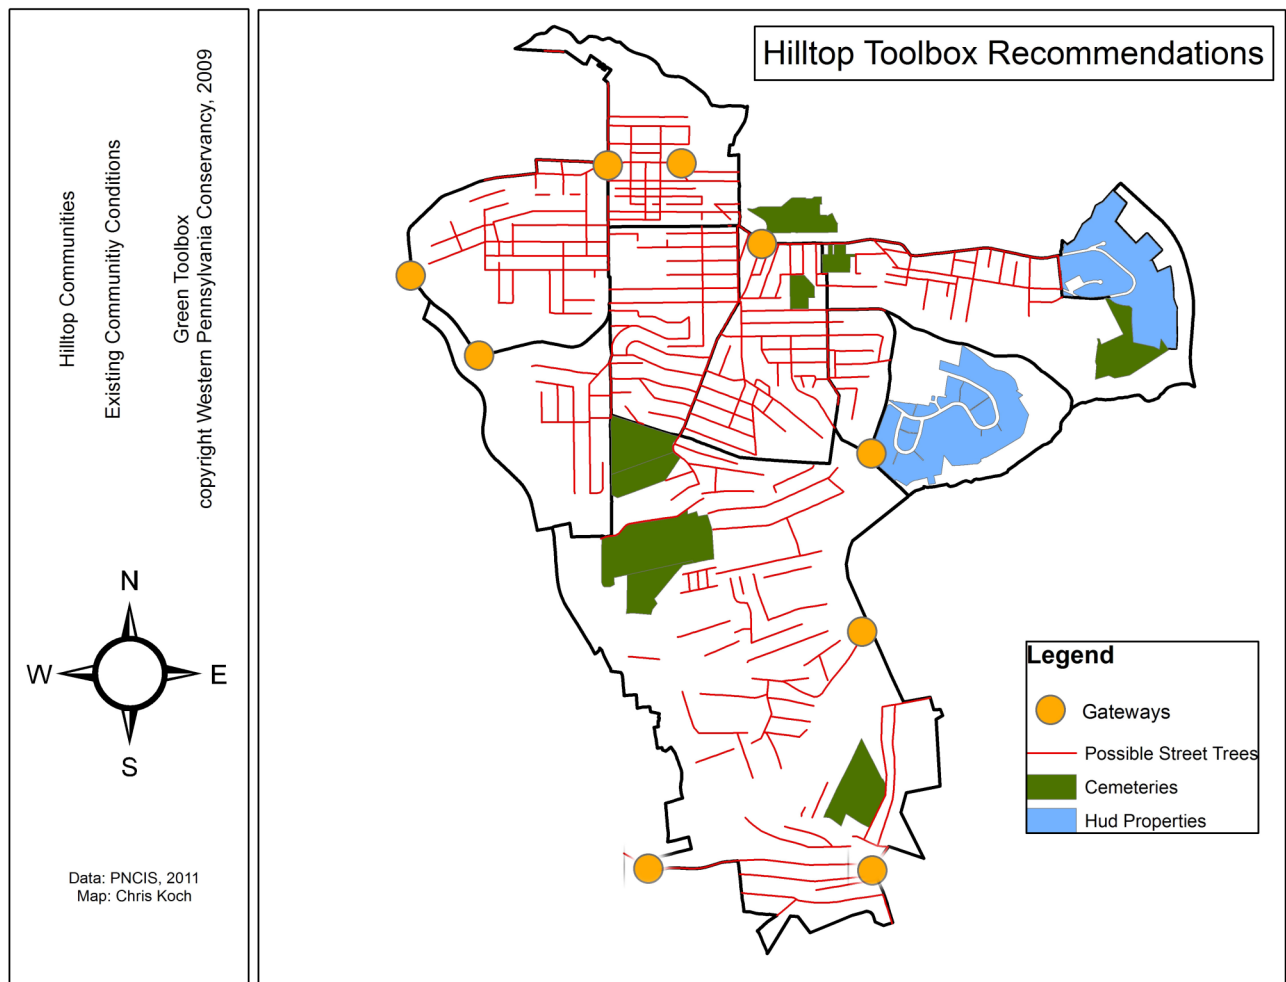 Hilltop Communities
Existing Communitiy Conditions
Green Toolbox
copyright Western Pennsylvania Conservancy, 2009
N
W
E
S
Data: PNCIS, 2011
Map: Chris Koch
Hilltop Toolbox Recommendations
Legend
Gateways
Possible Street Trees
Cemeteries
Hud Properties